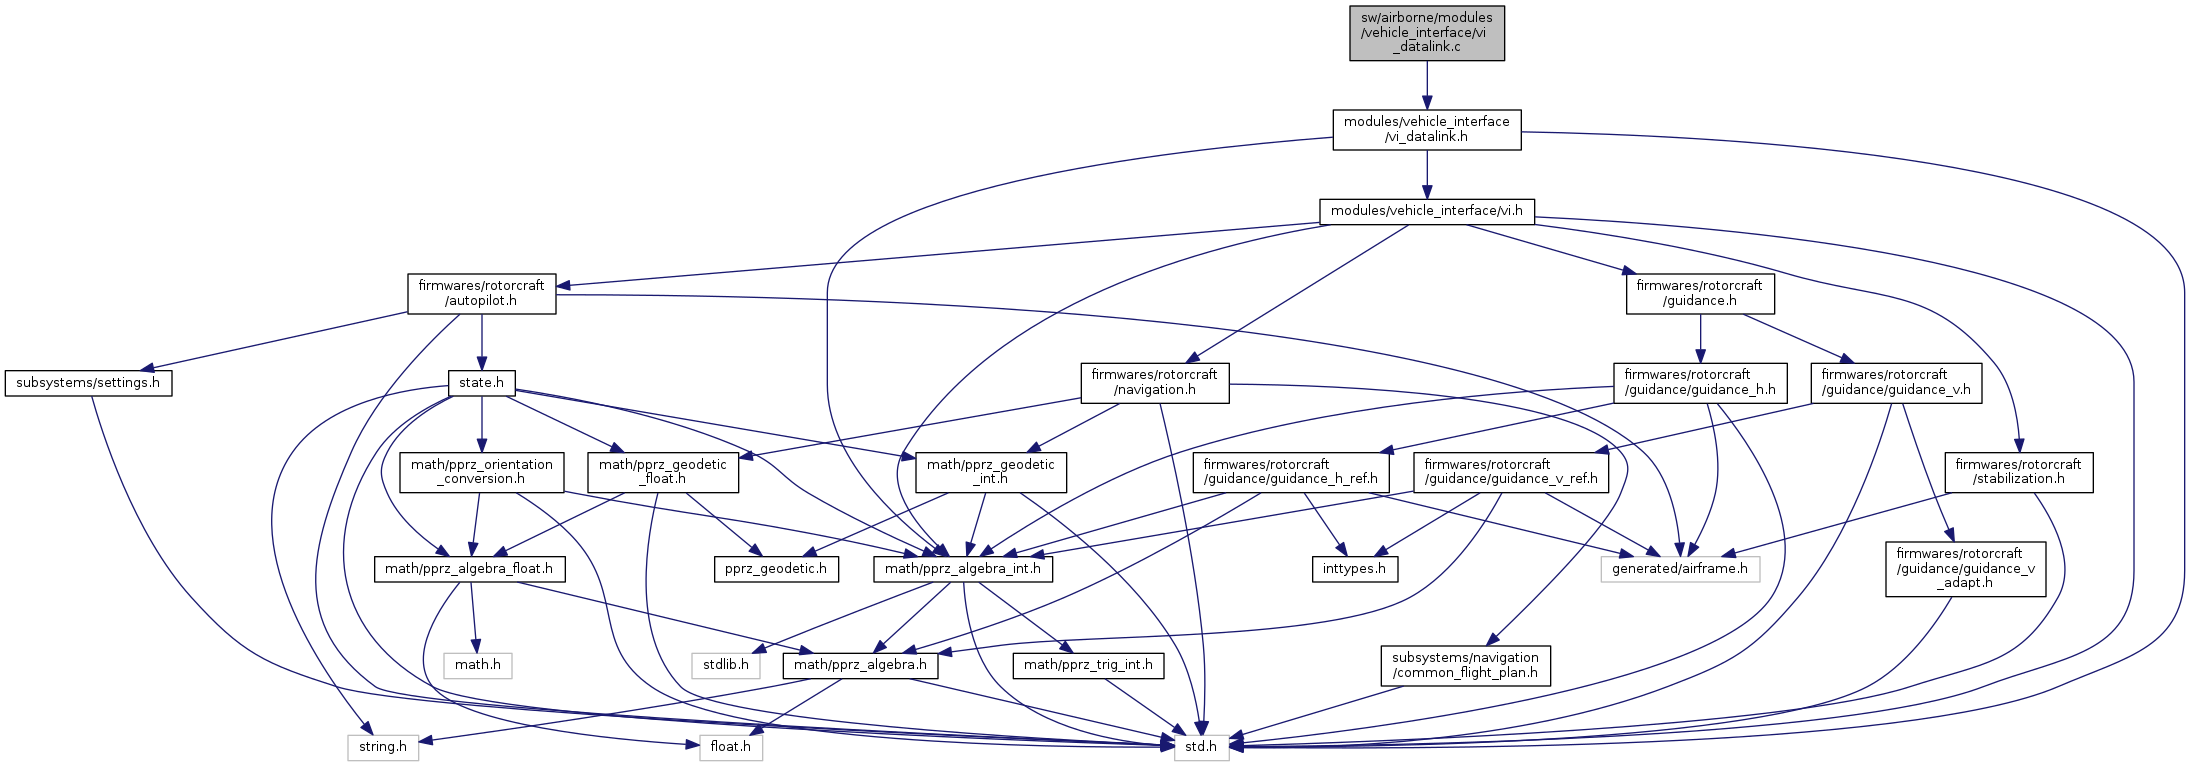 sw/airborne/modules
/vehicle_interface/vi
_datalink.c
modules/vehicle_interface
/vi_datalink.h
modules/vehicle_interface/vi.h
firmwares/rotorcraft
/autopilot.h
firmwares/rotorcraft
/guidance.h
subsystems/settings.h
state.h
firmwares/rotorcraft
/navigation.h
firmwares/rotorcraft
/guidance/guidance_h.h
firmwares/rotorcraft
/guidance/guidance_v.h
math/pprz_orientation
_conversion.h
math/pprz_geodetic
_float.h
math/pprz_geodetic
_int.h
firmwares/rotorcraft
/guidance/guidance_h_ref.h
firmwares/rotorcraft
/guidance/guidance_v_ref.h
firmwares/rotorcraft
/stabilization.h
math/pprz_algebra_float.h
pprz_geodetic.h
math/pprz_algebra_int.h
inttypes.h
generated/airframe.h
firmwares/rotorcraft
/guidance/guidance_v
_adapt.h
math.h
stdlib.h
math/pprz_algebra.h
math/pprz_trig_int.h
subsystems/navigation
/common_flight_plan.h
string.h
float.h
std.h